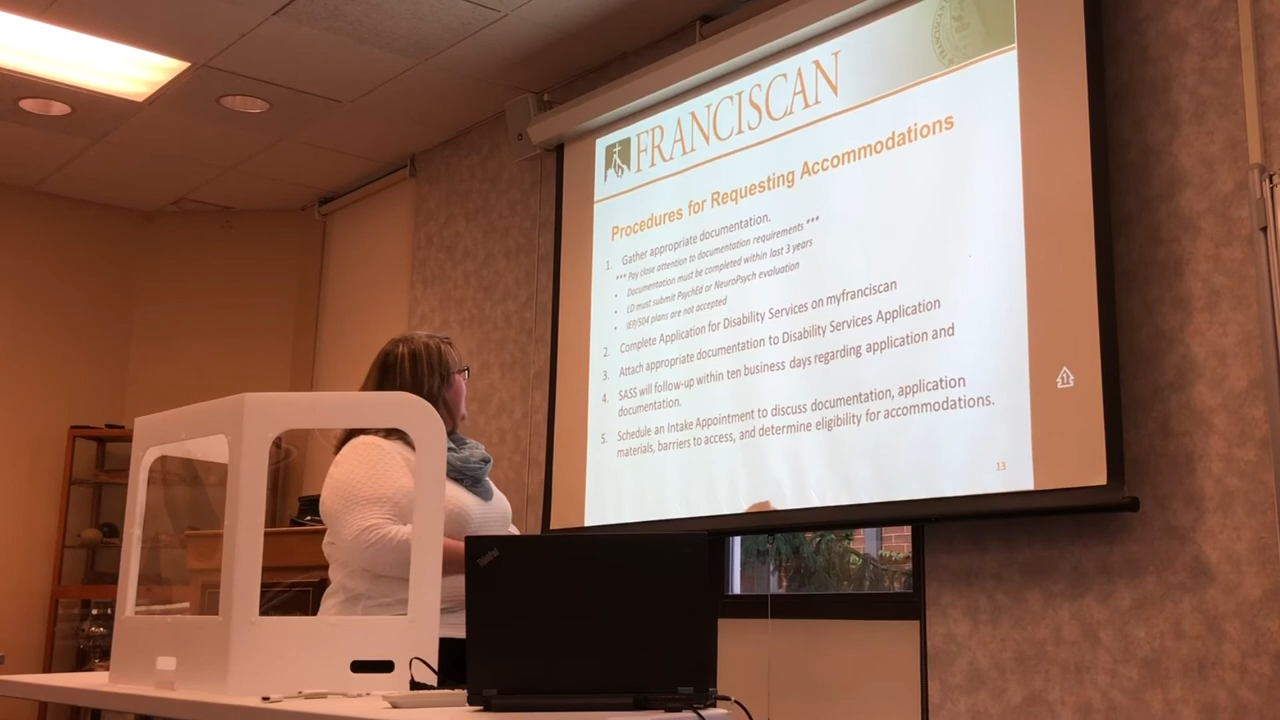 FRANCISCAN
Procedures for Requesting Accommodations
1. Gather appropriate documentation.
*** Pay close attention to documentation requirements ***
• Documentation must be completed within last 3 years
• LD must submit PsychEd or NeuroPsych evaluation
• IEP/504 plans are not accepted
2. Complete Application for Disability Services on myfranciscan
3. Attach appropriate documentation to Disability Services Application
4. SASS will follow-up within ten business days regarding application and
documentation.
5. Schedule an Intake Appointment to discuss documentation, application
materials, barriers to access, and determine eligibility for accommodations.
13
1
ThinkPad